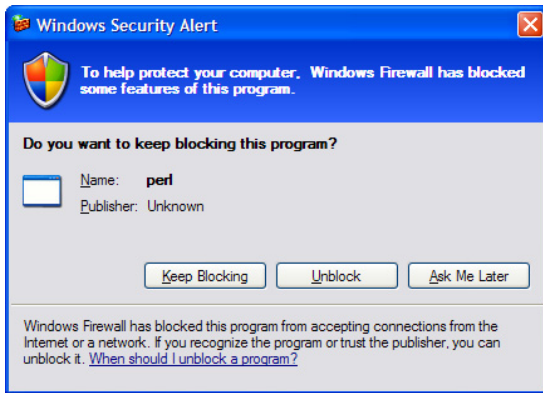 Windows Security Alert
To help protect your computer, Windows Firewall has blocked
some features of this program.
Do you want to keep blocking this program?
Name: perl
Publisher: Unknown
Keep Blocking Unblock Ask Me Later
Windows Firewall has blocked this program from accepting connections from the
Internet or a network. If you recognize the program or trust the publisher, you can
unblock it. When should I unblock a program?